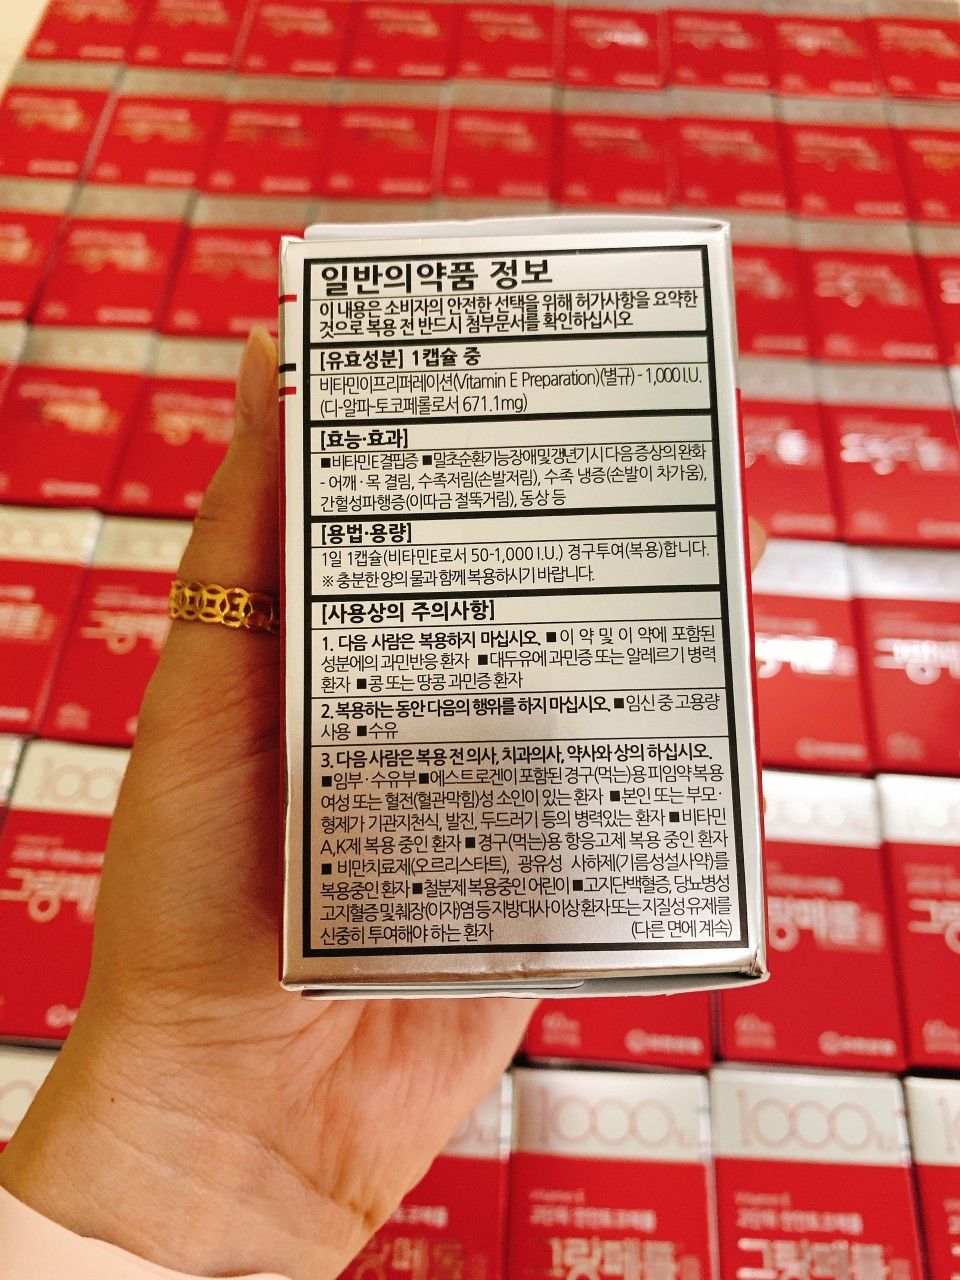 일반의약품 정보
이 내용은 소비자의 안전한 선택을 위해 허가사항을 요약한
것으로 복용 전 반드시 첨부문서를 확인하십시오
[유효성분] 1캡슐 중
비타민이프리퍼레이션(Vitamin E Preparation)(별규) - 1,000 I.U.
(디-알파-토코페롤로서 671.1mg)
[효능·효과]
■비타민E결핍증 ■말초순환기능장애및갱년기시 다음 증상의 완화
- 어깨·목 결림, 수족저림(손발저림), 수족 냉증(손발이 차가움),
간헐성파행증(이따금 절뚝거림), 동상 등
[용법·용량]
1일 1캡슐(비타민E로서 50-1,000 I.U.) 경구투여(복용)합니다.
※ 충분한 양의 물과 함께 복용하시기 바랍니다.
[사용상의 주의사항]
1. 다음 사람은 복용하지 마십시오. ■이 약 및 이 약에 포함된
성분에의 과민반응 환자 ■대두유에 과민증 또는 알레르기 병력
환자 ■콩 또는 땅콩 과민증 환자
2. 복용하는 동안 다음의 행위를 하지 마십시오. ■임신 중 고용량
사용 ■수유
3. 다음 사람은 복용 전 의사, 치과의사, 약사와 상의 하십시오.
■임부·수유부 ■에스트로겐이 포함된 경구(먹는)용 피임약 복용
여성 또는 혈전(혈관막힘)성 소인이 있는 환자 ■본인 또는 부모·
형제가 기관지천식, 발진, 두드러기 등의 병력있는 환자 ■비타민
A,K제 복용 중인 환자 ■경구(먹는)용 항응고제 복용 중인 환자
■비만치료제(오르리스타트), 광유성 사하제(기름성설사약)를
복용중인 환자 ■철분제 복용중인 어린이 ■고지단백혈증, 당뇨병성
고지혈증 및 췌장(이자)염 등 지방대사 이상 환자 또는 지질성 유제를
신중히 투여해야 하는 환자 (다른 면에 계속)
1000
1000
그랑페롤